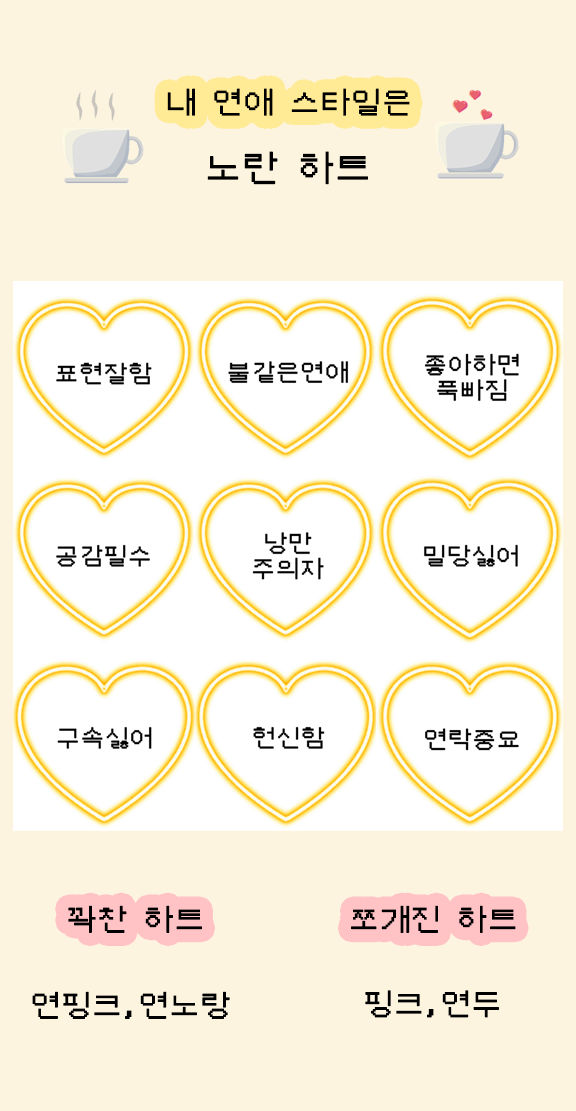 내 연애 스타일은
노란 하트
표현잘함
불같은연애
좋아하면
푹빠짐
공감필수
낭만
주의자
밀당싫어
구속싫어
헌신함
연락중요
꽉찬 하트
쪼개진 하트
연핑크,연노랑
핑크,연두